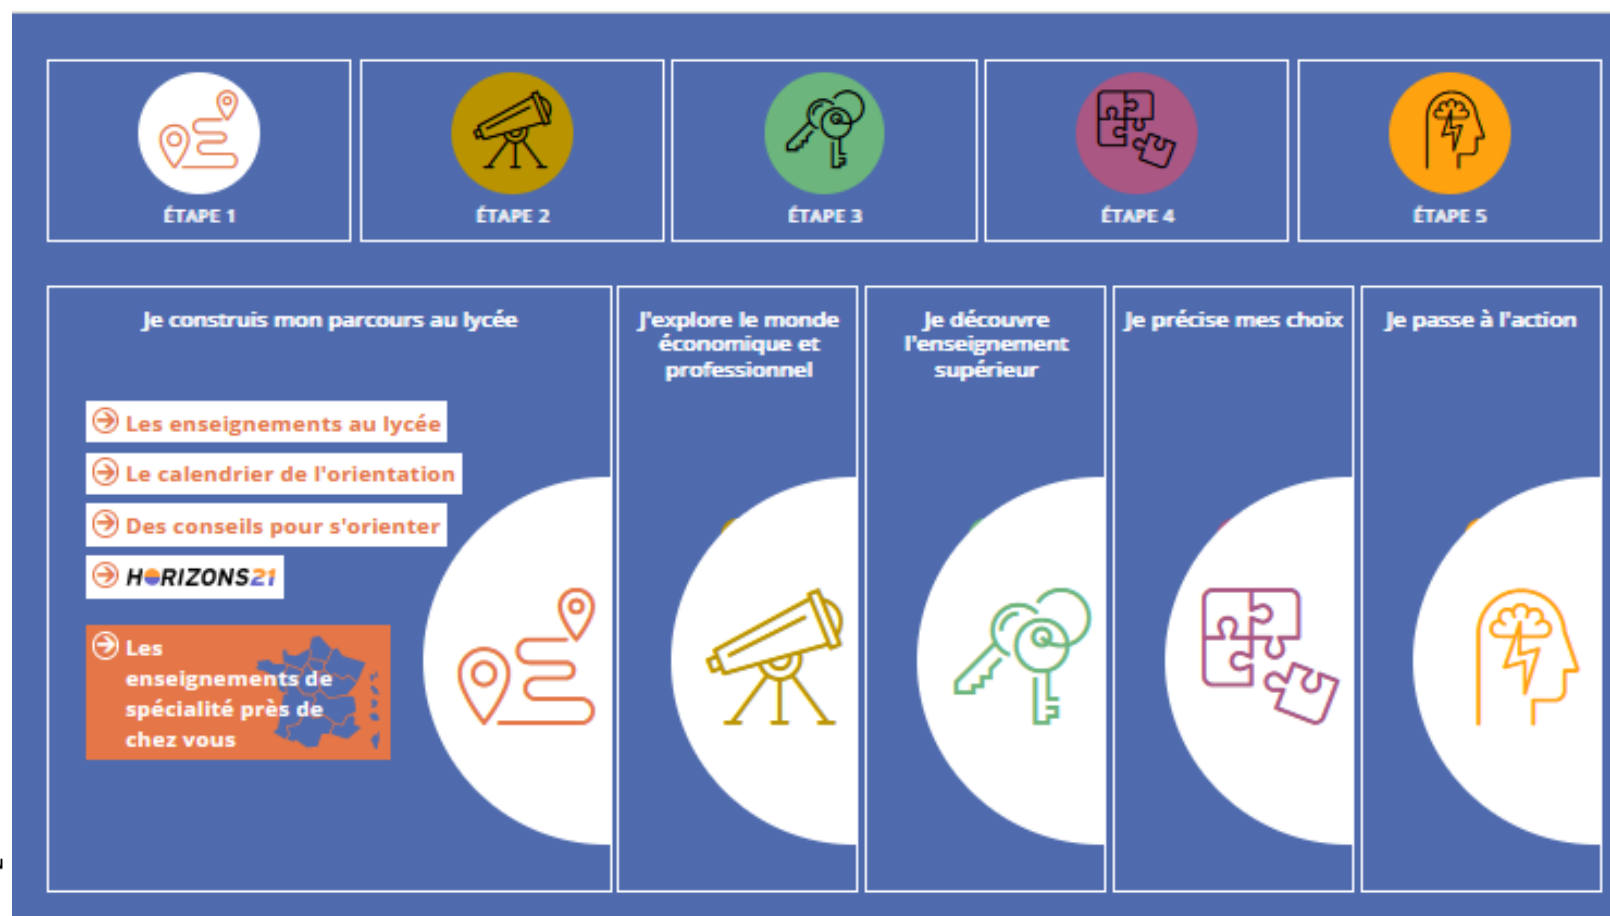 ÉTAPE 1
ÉTAPE 2
ÉTAPE 3
ÉTAPE 4
ÉTAPE 5
Je construis mon parcours au lycée
Les enseignements au lycée
Le calendrier de l'orientation
Des conseils pour s'orienter
HORIZONS21
Les
enseignements de
spécialité près de
chez vous
J'explore le monde
économique et
professionnel
Je découvre
l'enseignement
supérieur
Je précise mes choix
Je passe à l'action